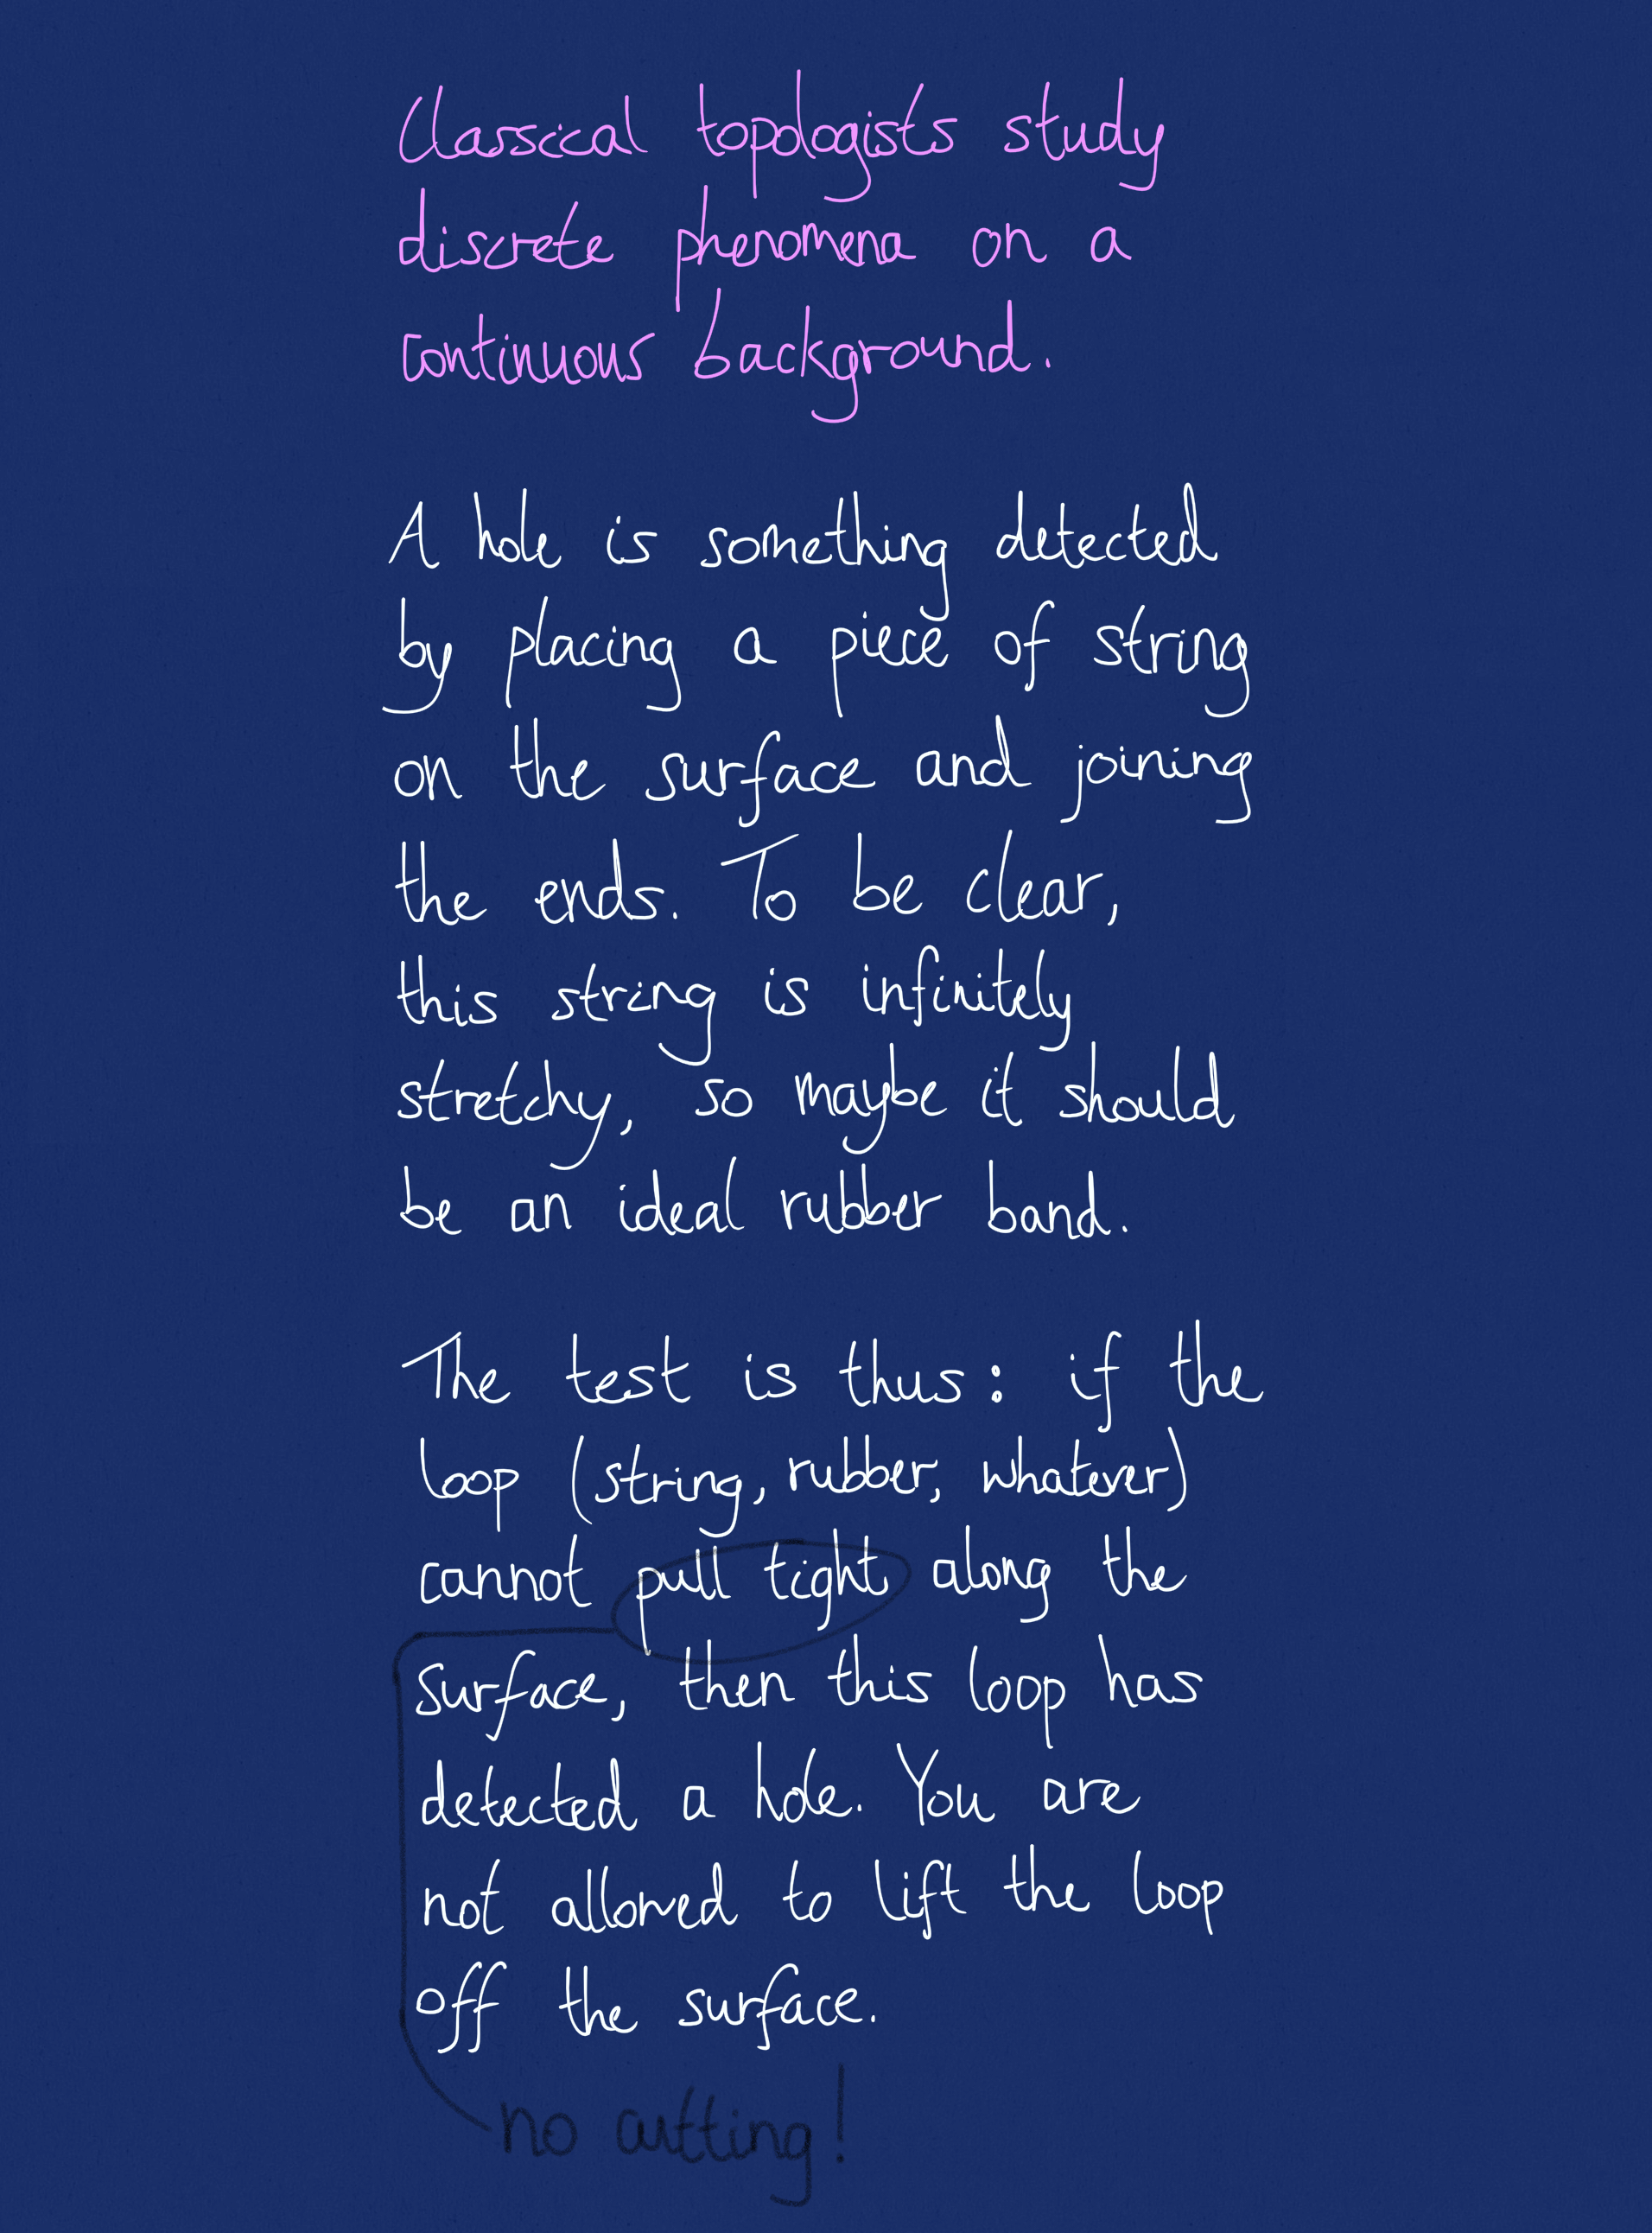 Classical topologists study
discrete phenomena on a
continuous background.
A hole is something detected
by placing a piece of string
on the surface and joining
the ends. To be clear,
this string is infinitely
stretchy, so maybe it should
be an ideal rubber band.
The test is thus: if the
loop (string, rubber, whatever)
cannot pull tight along the
surface, then this loop has
detected a hole. You are
not allowed to lift the loop
off the surface.
no cutting!